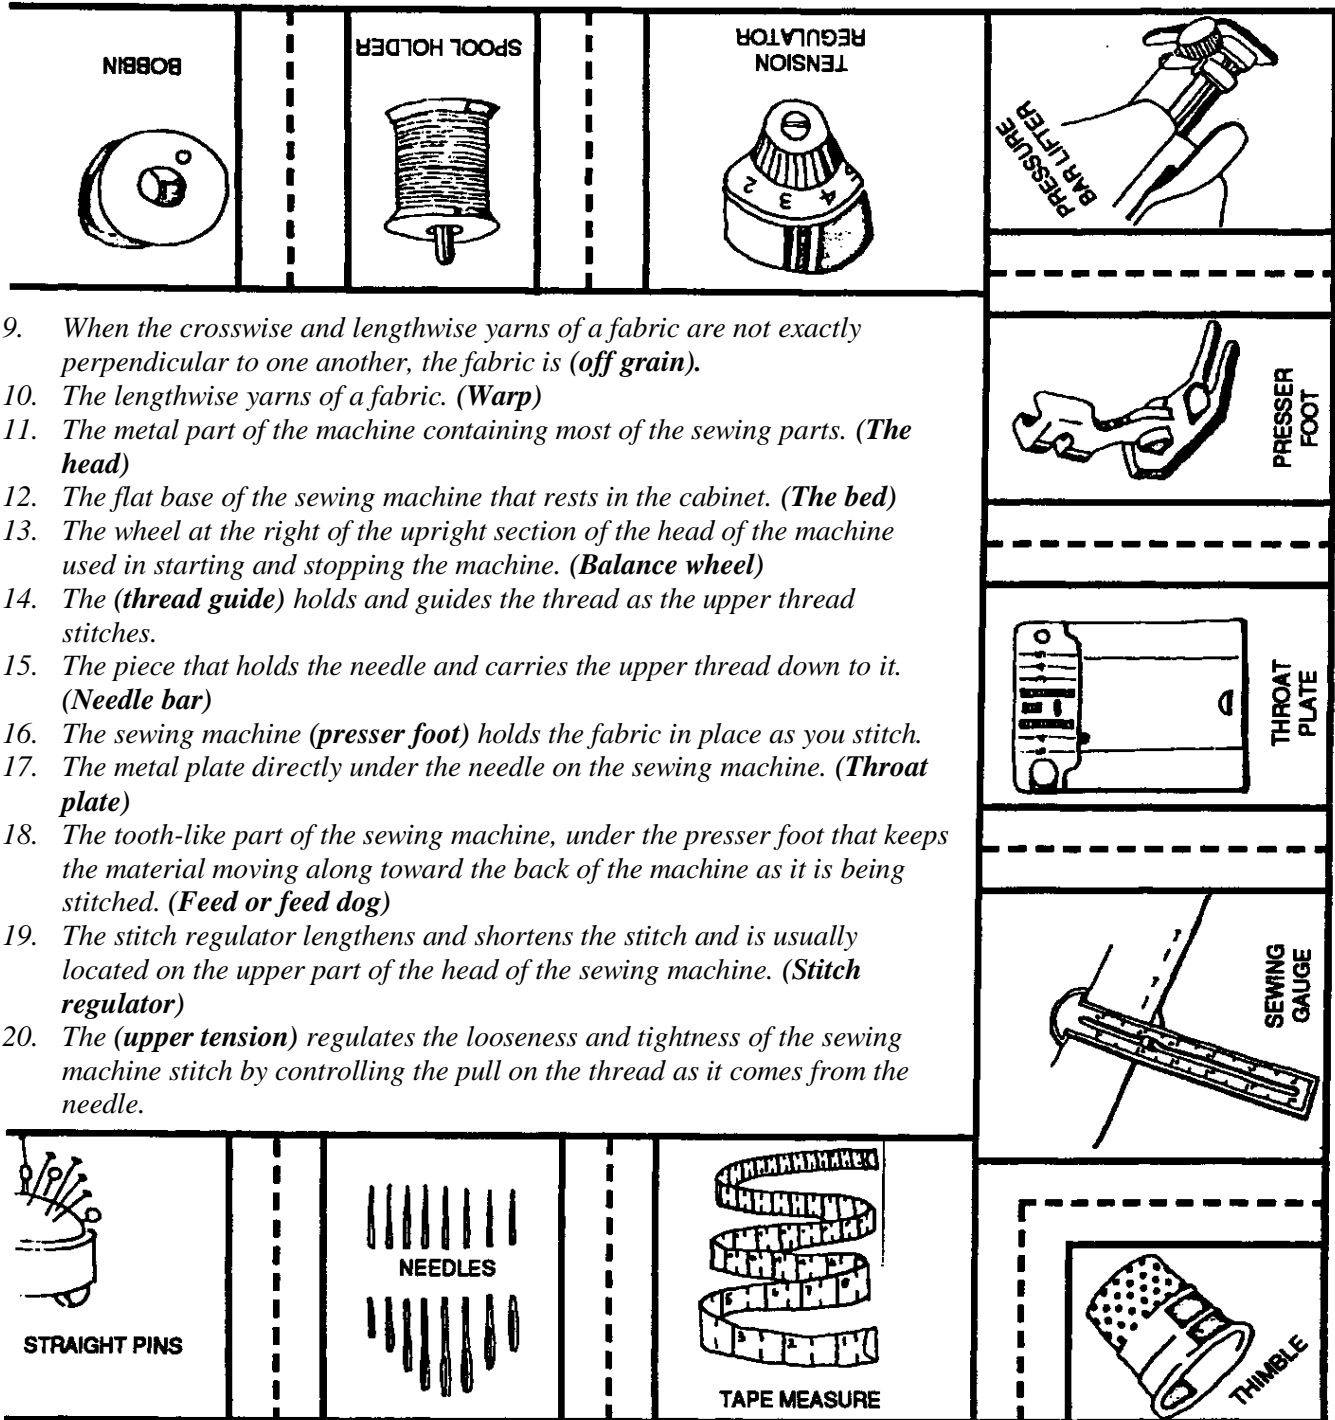 BOBBIN
SPOOL HOLDER
TENSION
REGULATOR
2 3 4
PRESSURE
BAR LIFTER
9. When the crosswise and lengthwise yarns of a fabric are not exactly
perpendicular to one another, the fabric is (off grain).
10. The lengthwise yarns of a fabric. (Warp)
11. The metal part of the machine containing most of the sewing parts. (The
head)
12. The flat base of the sewing machine that rests in the cabinet. (The bed)
13. The wheel at the right of the upright section of the head of the machine
used in starting and stopping the machine. (Balance wheel)
14. The (thread guide) holds and guides the thread as the upper thread
stitches.
15. The piece that holds the needle and carries the upper thread down to it.
(Needle bar)
16. The sewing machine (presser foot) holds the fabric in place as you stitch.
17. The metal plate directly under the needle on the sewing machine. (Throat
plate)
18. The tooth-like part of the sewing machine, under the presser foot that keeps
the material moving along toward the back of the machine as it is being
stitched. (Feed or feed dog)
19. The stitch regulator lengthens and shortens the stitch and is usually
located on the upper part of the head of the sewing machine. (Stitch
regulator)
20. The (upper tension) regulates the looseness and tightness of the sewing
machine stitch by controlling the pull on the thread as it comes from the
needle.
PRESSER
FOOT
THROAT
PLATE
SEWING
GAUGE
STRAIGHT PINS
NEEDLES
TAPE MEASURE
THIMBLE